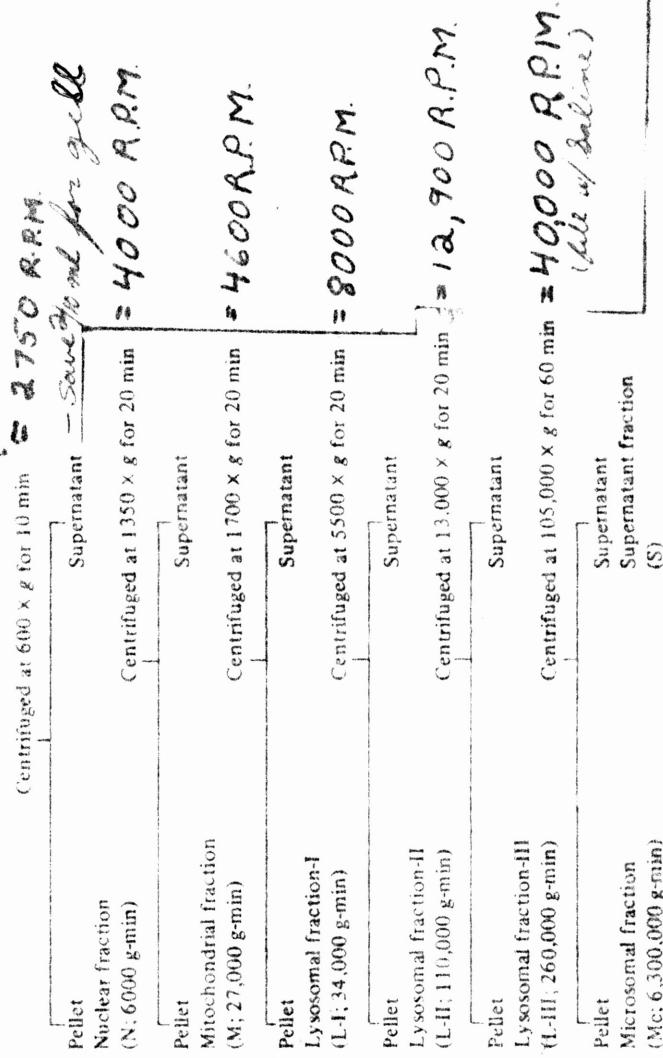 Centrifuged at 600 × g for 10 min = 2750 R.P.M.
Pellet Supernatant - Save ml for gell
Nuclear fraction
(N; 6000 g-min)
Centrifuged at 1350 × g for 20 min = 4000 R.P.M.
Pellet Supernatant
Mitochondrial fraction
(M; 27,000 g-min)
Centrifuged at 1700 × g for 20 min = 4600 R.P.M.
Pellet Supernatant
Lysosomal fraction-I
(L-I; 34,000 g-min)
Centrifuged at 5500 × g for 20 min = 8000 R.P.M.
Pellet Supernatant
Lysosomal fraction-II
(L-II; 110,000 g-min)
Centrifuged at 13,000 × g for 20 min = 12,900 R.P.M.
Pellet Supernatant
Lysosomal fraction-III
(L-III; 260,000 g-min)
Centrifuged at 105,000 × g for 60 min = 40,000 R.P.M.
w/ Saline)
Pellet Supernatant
Microsomal fraction Supernatant fraction
(Mc; 6,300,000 g-min) (S)